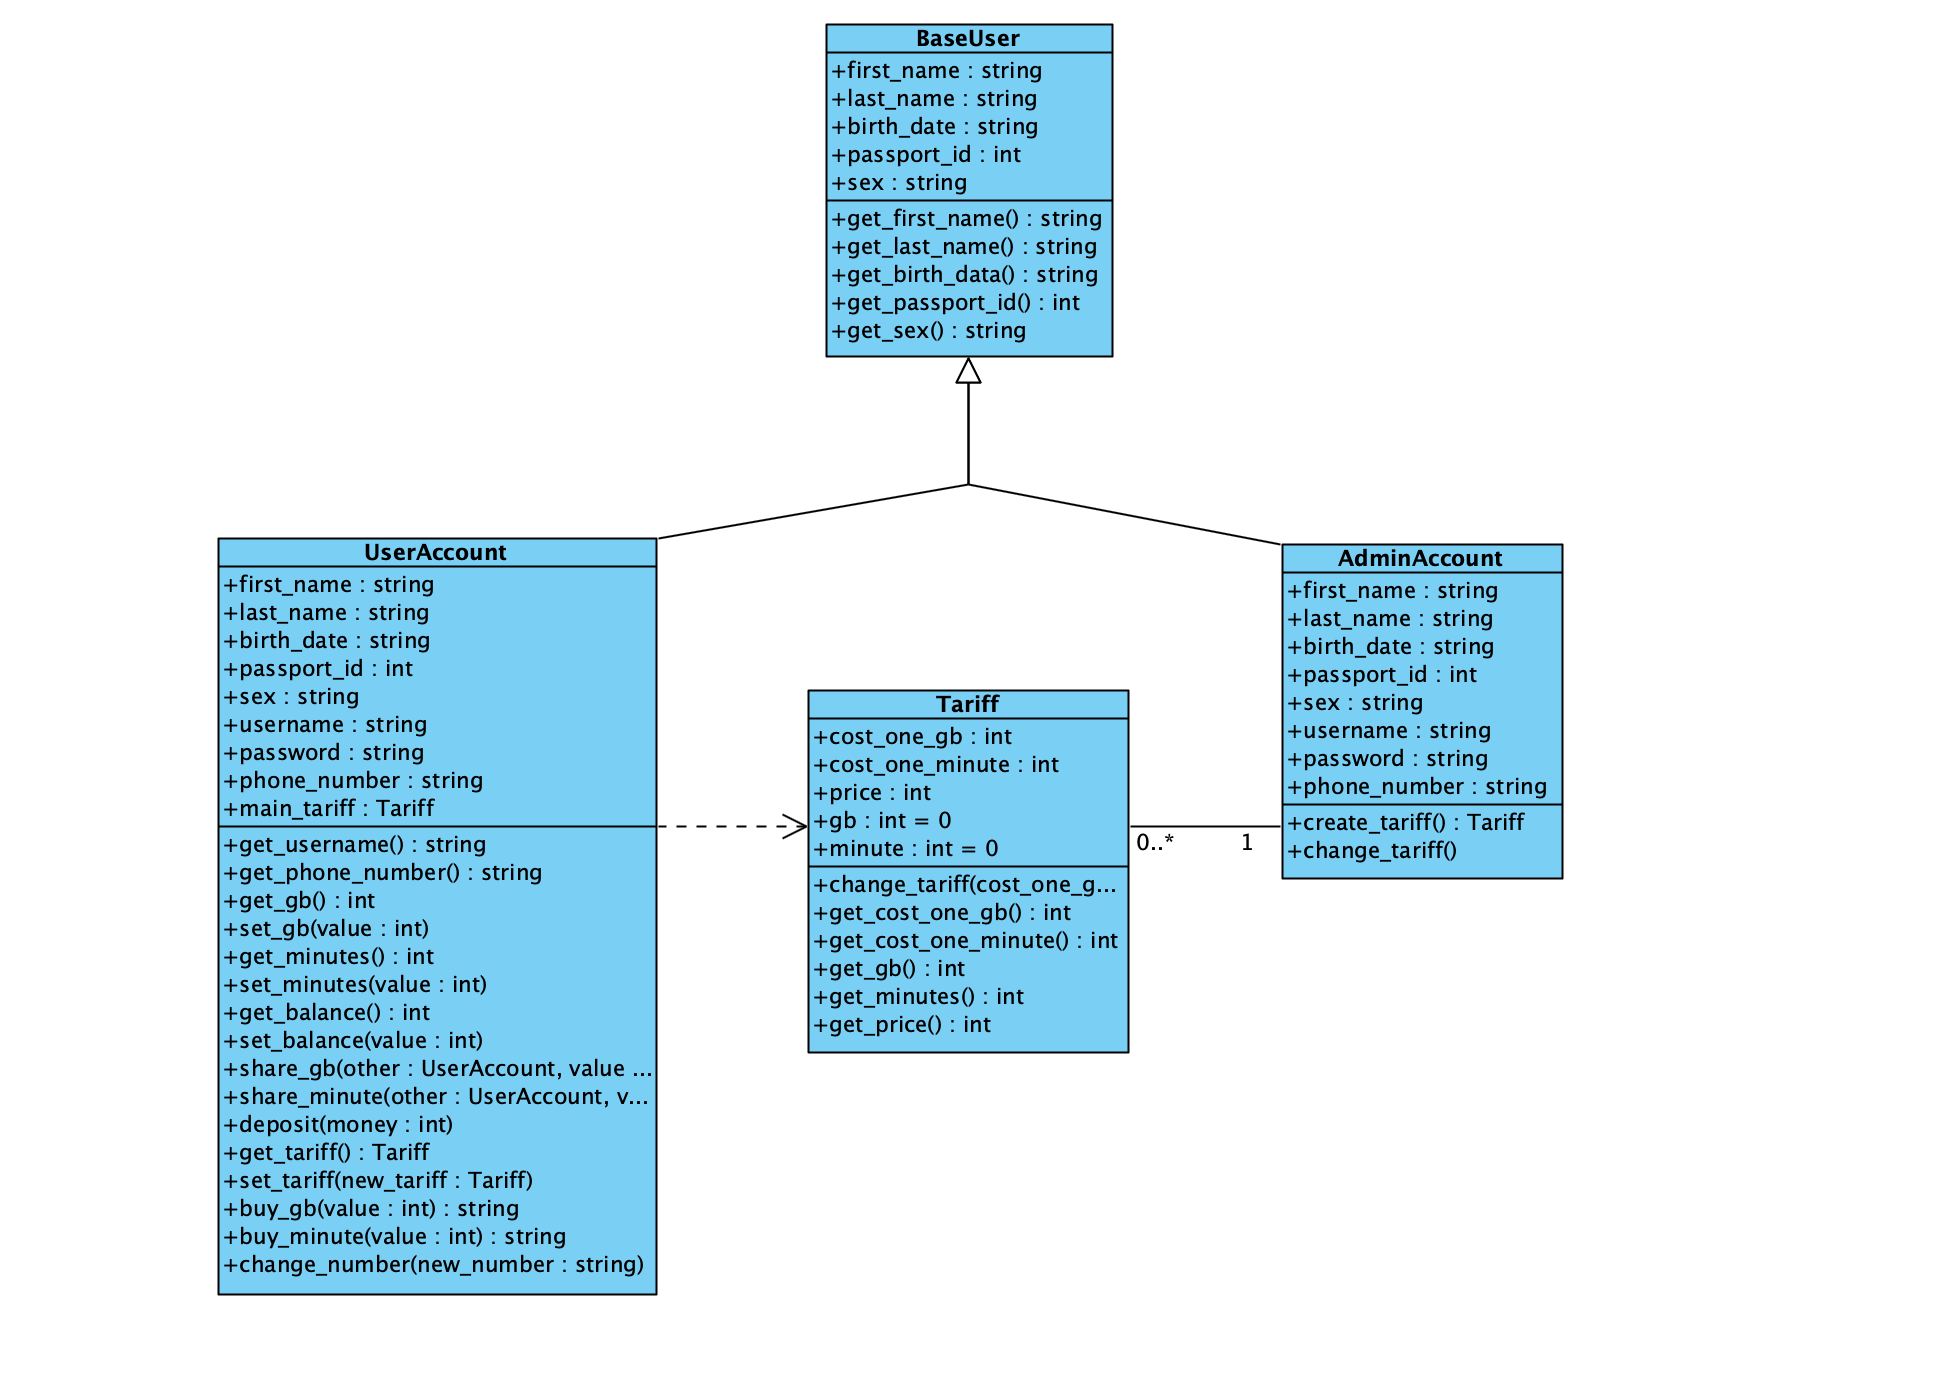 BaseUser
+first_name : string
+last_name : string
+birth_date : string
+passport_id : int
+sex : string
+get_first_name() : string
+get_last_name() : string
+get_birth_data() : string
+get_passport_id() : int
+get_sex() : string
UserAccount
+first_name : string
+last_name : string
+birth_date : string
+passport_id : int
+sex : string
+username : string
+password : string
+phone_number : string
+main_tariff : Tariff
+get_username() : string
+get_phone_number() : string
+get_gb() : int
+set_gb(value : int)
+get_minutes() : int
+set_minutes(value : int)
+get_balance() : int
+set_balance(value : int)
+share_gb(other : UserAccount, value ...
+share_minute(other : UserAccount, v...
+deposit(money : int)
+get_tariff() : Tariff
+set_tariff(new_tariff : Tariff)
+buy_gb(value : int) : string
+buy_minute(value : int) : string
+change_number(new_number : string)
Tariff
+cost_one_gb : int
+cost_one_minute : int
+price : int
+gb : int = 0
+minute : int = 0
+change_tariff(cost_one_g...
+get_cost_one_gb() : int
+get_cost_one_minute() : int
+get_gb() : int
+get_minutes() : int
+get_price() : int
0..* 1
AdminAccount
+first_name : string
+last_name : string
+birth_date : string
+passport_id : int
+sex : string
+username : string
+password : string
+phone_number : string
+create_tariff() : Tariff
+change_tariff()